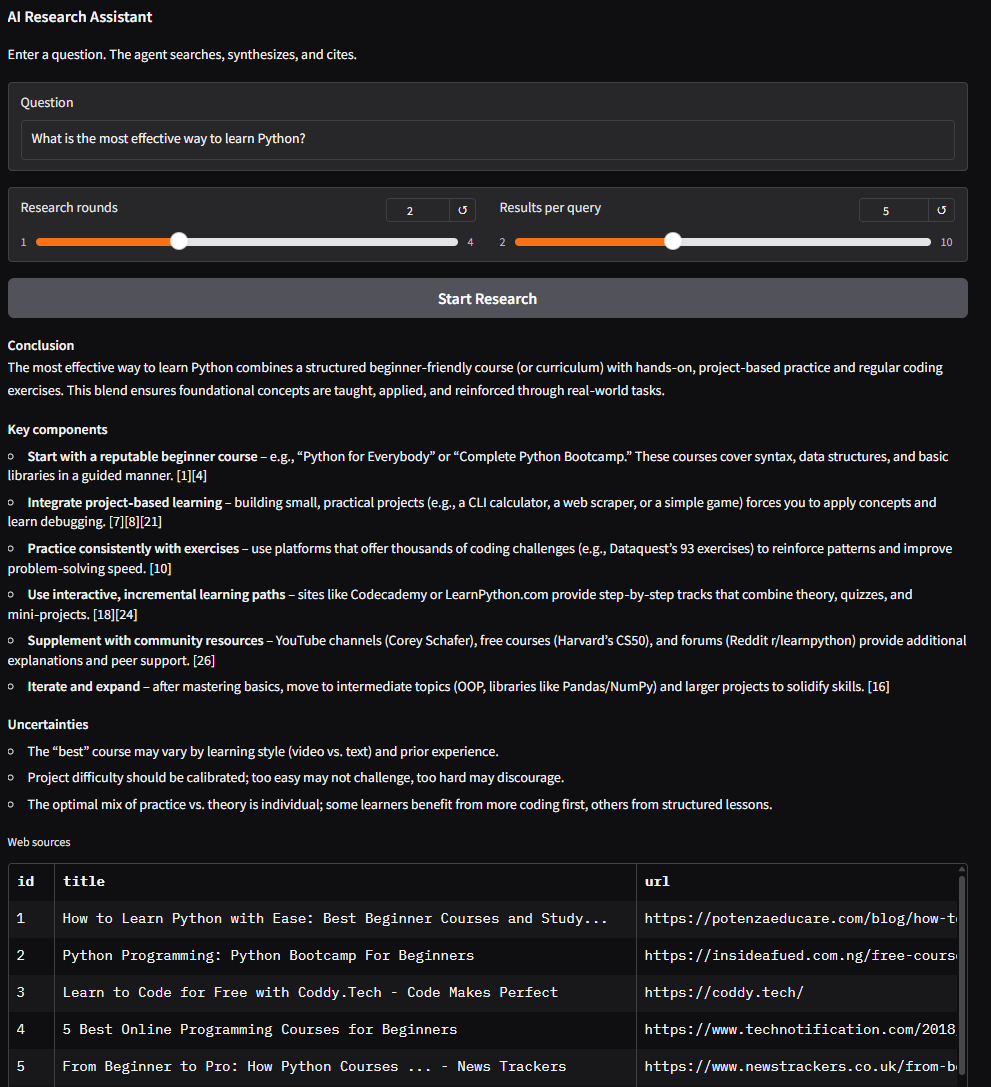 AI Research Assistant
Enter a question. The agent searches, synthesizes, and cites.
Question
What is the most effective way to learn Python?
Research rounds
2
↺
1
4
Results per query
5
↺
2
10
Start Research
Conclusion
The most effective way to learn Python combines a structured beginner-friendly course (or curriculum) with hands-on, project-based practice and regular coding
exercises. This blend ensures foundational concepts are taught, applied, and reinforced through real-world tasks.
Key components
Start with a reputable beginner course – e.g., “Python for Everybody” or “Complete Python Bootcamp.” These courses cover syntax, data structures, and basic
libraries in a guided manner. [1][4]
Integrate project-based learning – building small, practical projects (e.g., a CLI calculator, a web scraper, or a simple game) forces you to apply concepts and
learn debugging. [7][8][21]
Practice consistently with exercises – use platforms that offer thousands of coding challenges (e.g., Dataquest’s 93 exercises) to reinforce patterns and improve
problem-solving speed. [10]
Use interactive, incremental learning paths – sites like Codecademy or LearnPython.com provide step-by-step tracks that combine theory, quizzes, and
mini-projects. [18][24]
Supplement with community resources – YouTube channels (Corey Schafer), free courses (Harvard’s CS50), and forums (Reddit r/learnpython) provide additional
explanations and peer support. [26]
Iterate and expand – after mastering basics, move to intermediate topics (OOP, libraries like Pandas/NumPy) and larger projects to solidify skills. [16]
Uncertainties
The “best” course may vary by learning style (video vs. text) and prior experience.
Project difficulty should be calibrated; too easy may not challenge, too hard may discourage.
The optimal mix of practice vs. theory is individual; some learners benefit from more coding first, others from structured lessons.
Web sources
id title url
1 How to Learn Python with Ease: Best Beginner Courses and Study... https://potenzaeducare.com/blog/how-t
2 Python Programming: Python Bootcamp For Beginners https://insideafued.com.ng/free-cours
3 Learn to Code for Free with Coddy.Tech - Code Makes Perfect https://coddy.tech/
4 5 Best Online Programming Courses for Beginners https://www.technotification.com/2018
5 From Beginner to Pro: How Python Courses ... - News Trackers https://www.newstrackers.co.uk/from-b